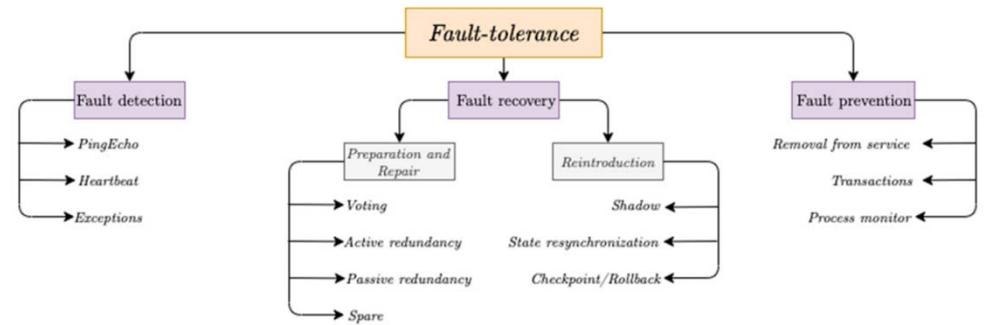 Fault-tolerance
Fault detection
PingEcho
Heartbeat
Exceptions
Fault recovery
Preparation and
Repair
Voting
Active redundancy
Passive redundancy
Spare
Reintroduction
Shadow
State resynchronization
Checkpoint/Rollback
Fault prevention
Removal from service
Transactions
Process monitor